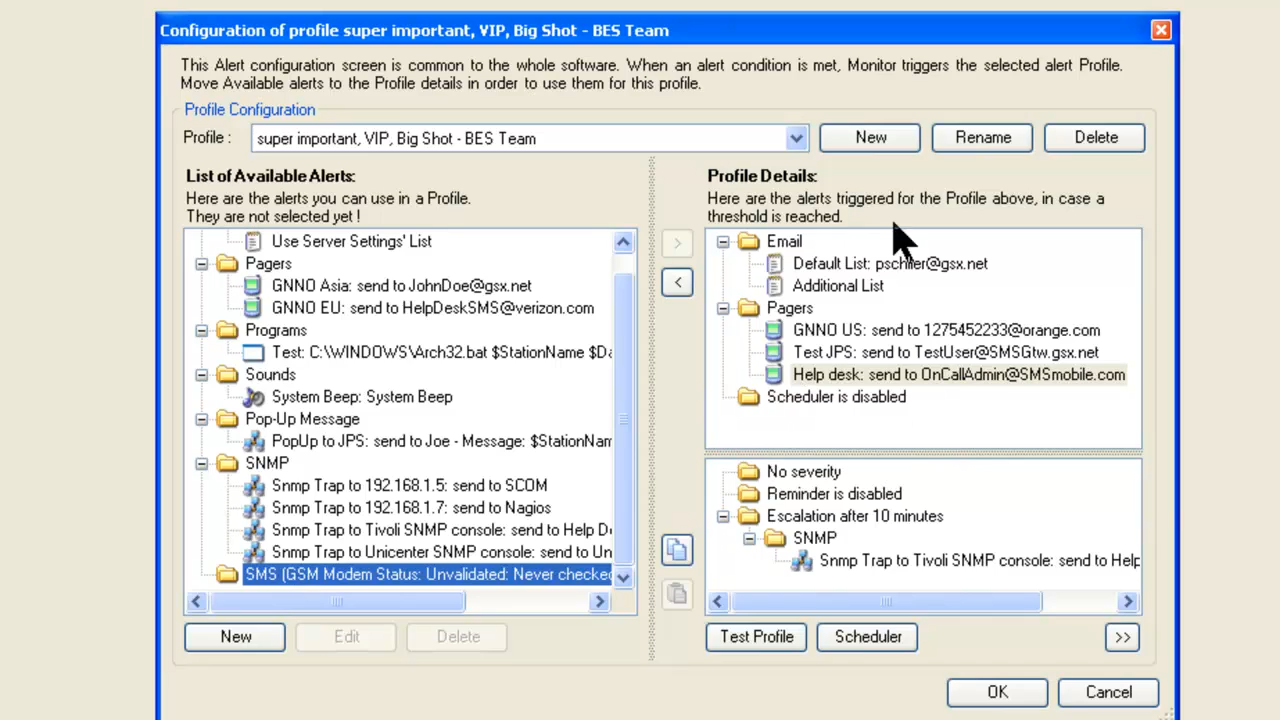 Configuration of profile super important, VIP, Big Shot - BES Team
This Alert configuration screen is common to the whole software. When an alert condition is met, Monitor triggers the selected alert Profile.
Move Available alerts to the Profile details in order to use them for this profile.
Profile Configuration
Profile : super important, VIP, Big Shot - BES Team New Rename Delete
List of Available Alerts:
Here are the alerts you can use in a Profile.
They are not selected yet !
Use Server Settings' List
Pagers
GNNO Asia: send to JohnDoe@gsx.net
GNNO EU: send to HelpDeskSMS@verizon.com
Programs
Test: C:\WINDOWS\Arch32.bat $StationName $Da
Sounds
System Beep: System Beep
Pop-Up Message
PopUp to JPS: send to Joe - Message: $StationNam
SNMP
Snmp Trap to 192.168.1.5: send to SCOM
Snmp Trap to 192.168.1.7: send to Nagios
Snmp Trap to Tivoli SNMP console: send to Help D
Snmp Trap to Unicenter SNMP console: send to Un
SMS (GSM Modem Status: Unvalidated: Never checked
New Edit Delete
>
<
Profile Details:
Here are the alerts triggered for the Profile above, in case a
threshold is reached.
Email
Default List: pschler@gsx.net
Additional List
Pagers
GNNO US: send to 1275452233@orange.com
Test JPS: send to TestUser@SMSGtw.gsx.net
Help desk: send to OnCallAdmin@SMSmobile.com
Scheduler is disabled
No severity
Reminder is disabled
Escalation after 10 minutes
SNMP
Snmp Trap to Tivoli SNMP console: send to Help
Test Profile Scheduler >>
OK Cancel